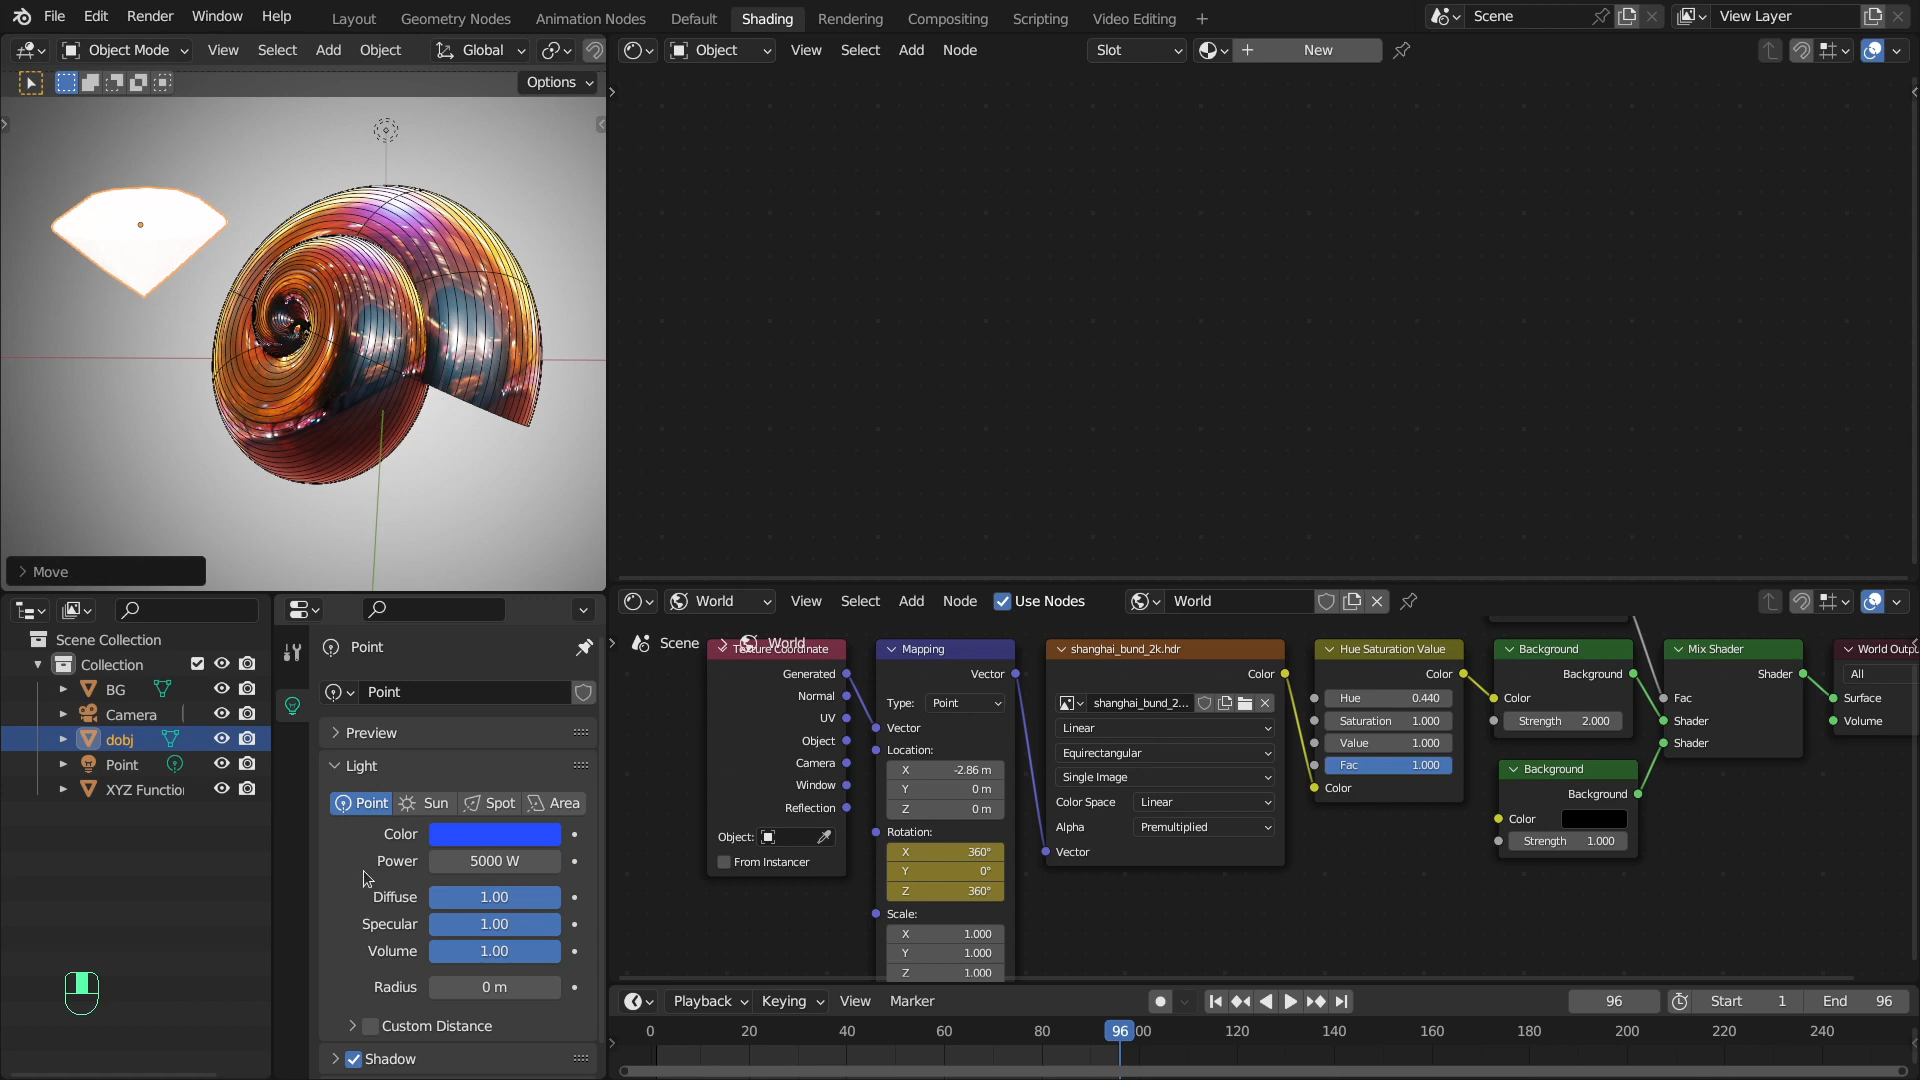 File Edit Render Window Help
Layout Geometry Nodes Animation Nodes Default Shading Rendering Compositing Scripting Video Editing +
Scene
View Layer
Object Mode View Select Add Object Global
Object View Select Add Node Slot New
Options
Move
World View Select Add Node Use Nodes World
Scene World
Texture Coordinate
Generated
Normal
UV
Object
Camera
Window
Reflection
Object:
From Instancer
Mapping
Vector
Type: Point
Vector
Location:
X -2.86 m
Y 0 m
Z 0 m
Rotation:
X 360°
Y 0°
Z 360°
Scale:
X 1.000
Y 1.000
Z 1.000
shanghai_bund_2k.hdr
Color
shanghai_bund_2...
Linear
Equirectangular
Single Image
Color Space Linear
Alpha Premultiplied
Vector
Hue Saturation Value
Color
Hue 0.440
Saturation 1.000
Value 1.000
Fac 1.000
Color
Background
Background
Color
Strength 2.000
Background
Background
Color
Strength 1.000
Mix Shader
Shader
Fac
Shader
Shader
World Outpu
All
Surface
Volume
Scene Collection
Collection
BG
Camera
dobj
Point
XYZ Function
Point
Point
Preview
Light
Point Sun Spot Area
Color
Power 5000 W
Diffuse 1.00
Specular 1.00
Volume 1.00
Radius 0 m
Custom Distance
Shadow
Playback Keying View Marker 96 Start 1 End 96
0 20 40 60 80 96 00 120 140 160 180 200 220 240